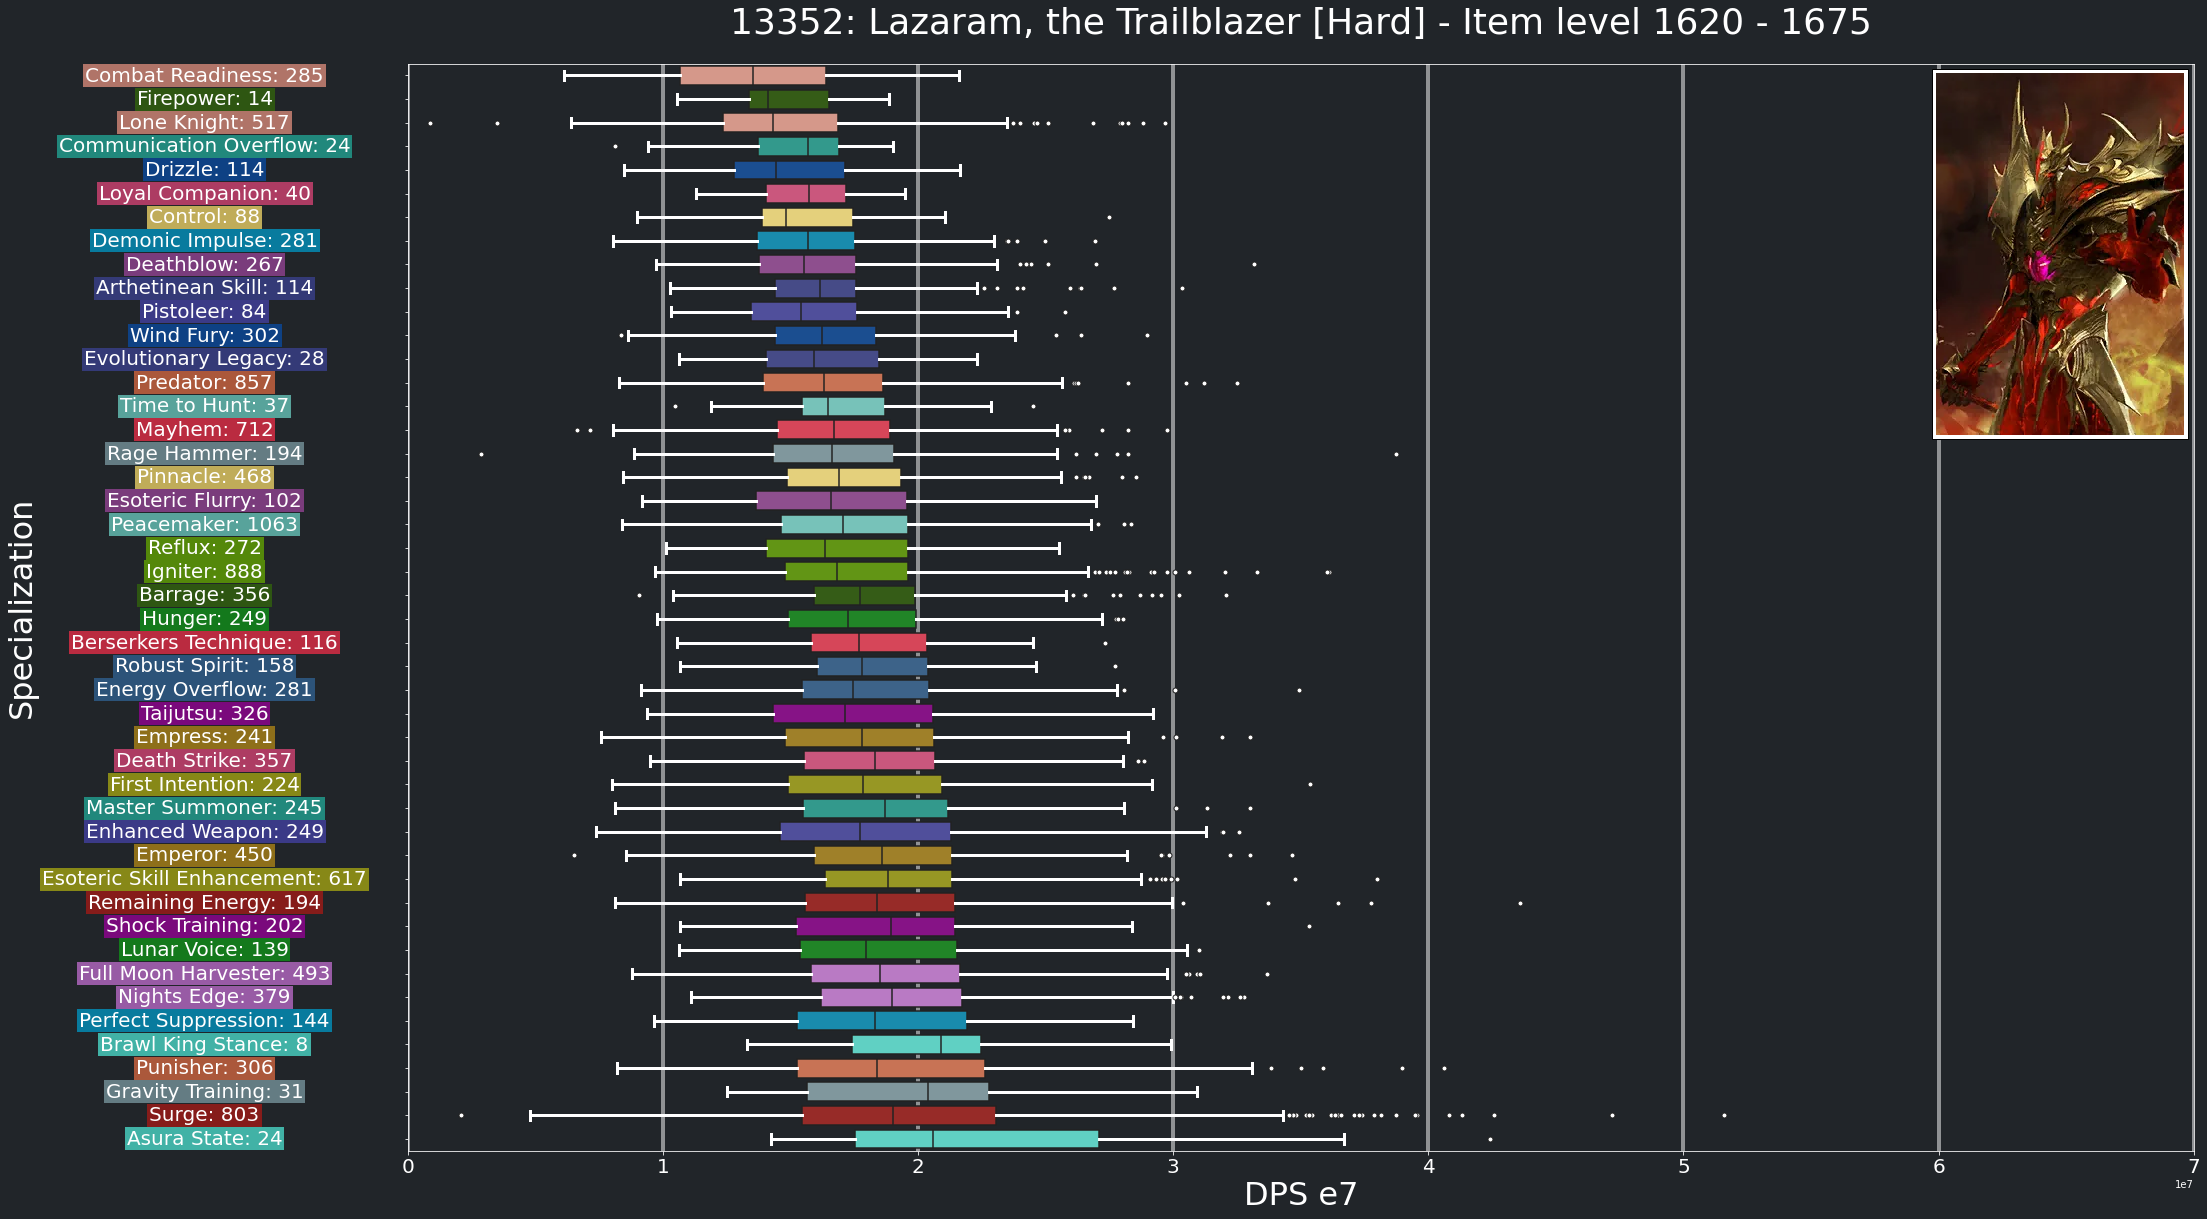 13352: Lazaram, the Trailblazer [Hard] - Item level 1620 - 1675
Specialization
Combat Readiness: 285
Firepower: 14
Lone Knight: 517
Communication Overflow: 24
Drizzle: 114
Loyal Companion: 40
Control: 88
Demonic Impulse: 281
Deathblow: 267
Arthetinean Skill: 114
Pistoleer: 84
Wind Fury: 302
Evolutionary Legacy: 28
Predator: 857
Time to Hunt: 37
Mayhem: 712
Rage Hammer: 194
Pinnacle: 468
Esoteric Flurry: 102
Peacemaker: 1063
Reflux: 272
Igniter: 888
Barrage: 356
Hunger: 249
Berserkers Technique: 116
Robust Spirit: 158
Energy Overflow: 281
Taijutsu: 326
Empress: 241
Death Strike: 357
First Intention: 224
Master Summoner: 245
Enhanced Weapon: 249
Emperor: 450
Esoteric Skill Enhancement: 617
Remaining Energy: 194
Shock Training: 202
Lunar Voice: 139
Full Moon Harvester: 493
Nights Edge: 379
Perfect Suppression: 144
Brawl King Stance: 8
Punisher: 306
Gravity Training: 31
Surge: 803
Asura State: 24
0 1 2 3 4 5 6 7
DPS e7
1e7